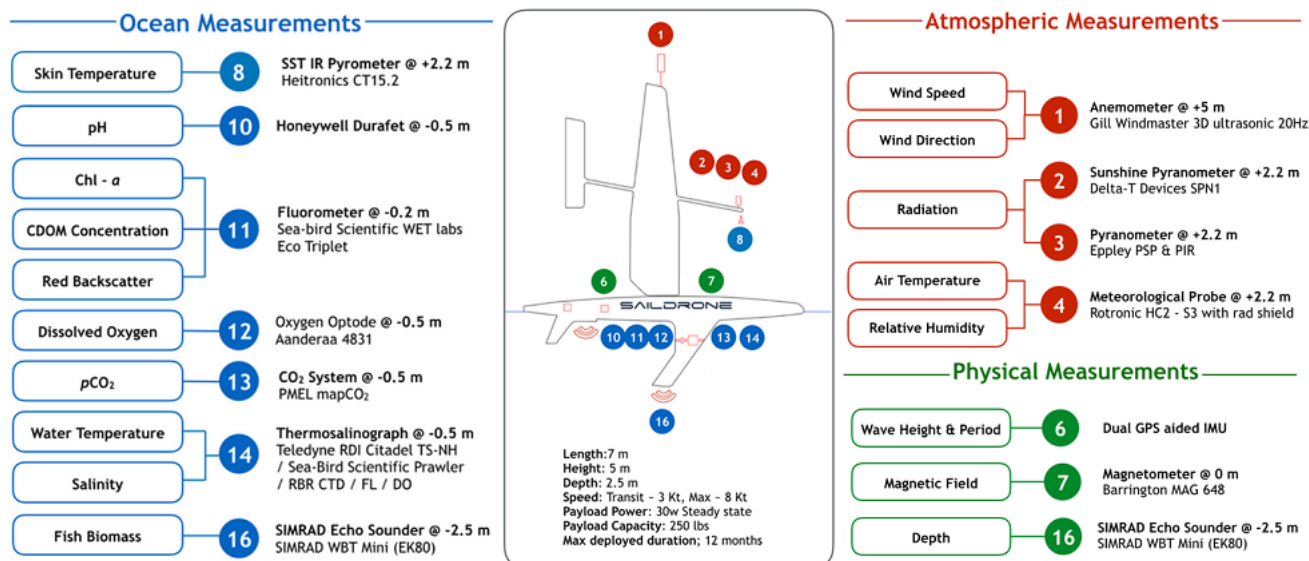 Ocean Measurements
Skin Temperature
8
SST IR Pyrometer @ +2.2 m
Heitronics CT15.2
pH
10
Honeywell Durafet @ -0.5 m
Chl - a
CDOM Concentration
Red Backscatter
11
Fluorometer @ -0.2 m
Sea-bird Scientific WET labs
Eco Triplet
Dissolved Oxygen
12
Oxygen Optode @ -0.5 m
Aanderaa 4831
pCO₂
13
CO₂ System @ -0.5 m
PMEL mapCO₂
Water Temperature
Salinity
14
Thermosalinograph @ -0.5 m
Teledyne RDI Citadel TS-NH
/ Sea-Bird Scientific Prawler
/ RBR CTD / FL / DO
Fish Biomass
16
SIMRAD Echo Sounder @ -2.5 m
SIMRAD WBT Mini (EK80)
1
2 3 4
8
6 7
SAILDRONE
10 11 12 13 14
16
Length:7 m
Height: 5 m
Depth: 2.5 m
Speed: Transit - 3 Kt, Max - 8 Kt
Payload Power: 30w Steady state
Payload Capacity: 250 lbs
Max deployed duration; 12 months
Atmospheric Measurements
Wind Speed
Wind Direction
1
Anemometer @ +5 m
Gill Windmaster 3D ultrasonic 20Hz
Radiation
2
Sunshine Pyranometer @ +2.2 m
Delta-T Devices SPN1
3
Pyranometer @ +2.2 m
Eppley PSP & PIR
Air Temperature
Relative Humidity
4
Meteorological Probe @ +2.2 m
Rotronic HC2 - S3 with rad shield
Physical Measurements
Wave Height & Period
6
Dual GPS aided IMU
Magnetic Field
7
Magnetometer @ 0 m
Barrington MAG 648
Depth
16
SIMRAD Echo Sounder @ -2.5 m
SIMRAD WBT Mini (EK80)